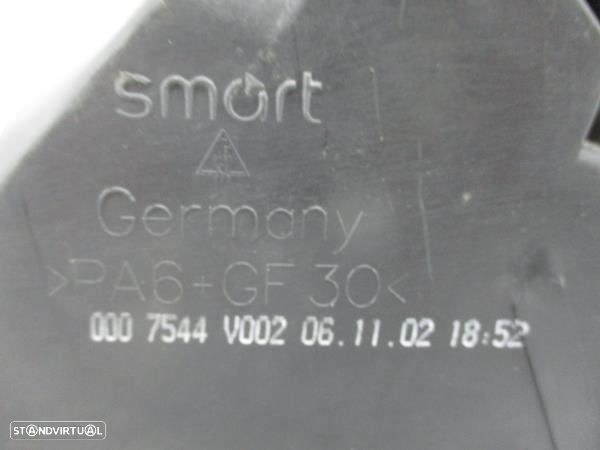 smart
Germany
>PA6+GF30<
000 7544 V002 06.11.02 18:52
STANDVIRTUAL